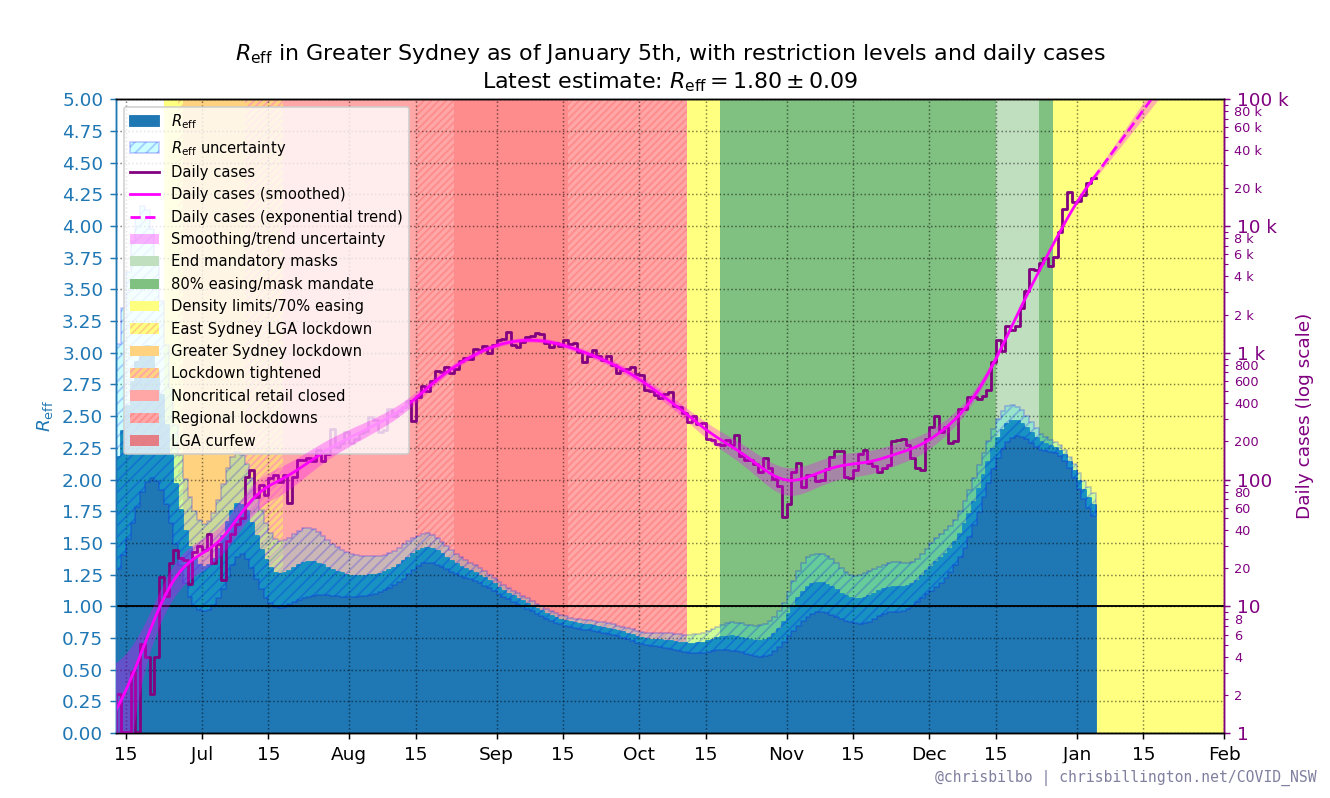 Reff in Greater Sydney as of January 5th, with restriction levels and daily cases
Latest estimate: Reff = 1.80 ± 0.09
Reff
5.00
4.75
4.50
4.25
4.00
3.75
3.50
3.25
3.00
2.75
2.50
2.25
2.00
1.75
1.50
1.25
1.00
0.75
0.50
0.25
0.00
Reff
Reff uncertainty
Daily cases
Daily cases (smoothed)
Daily cases (exponential trend)
Smoothing/trend uncertainty
End mandatory masks
80% easing/mask mandate
Density limits/70% easing
East Sydney LGA lockdown
Greater Sydney lockdown
Lockdown tightened
Noncritical retail closed
Regional lockdowns
LGA curfew
100 k
80 k
60 k
40 k
20 k
10 k
8 k
6 k
4 k
2 k
1 k
800
600
400
200
100
80
60
40
20
10
8
6
4
2
1
Daily cases (log scale)
15 Jul 15 Aug 15 Sep 15 Oct 15 Nov 15 Dec 15 Jan 15 Feb
@chrisbilbo | chrisbillington.net/COVID_NSW